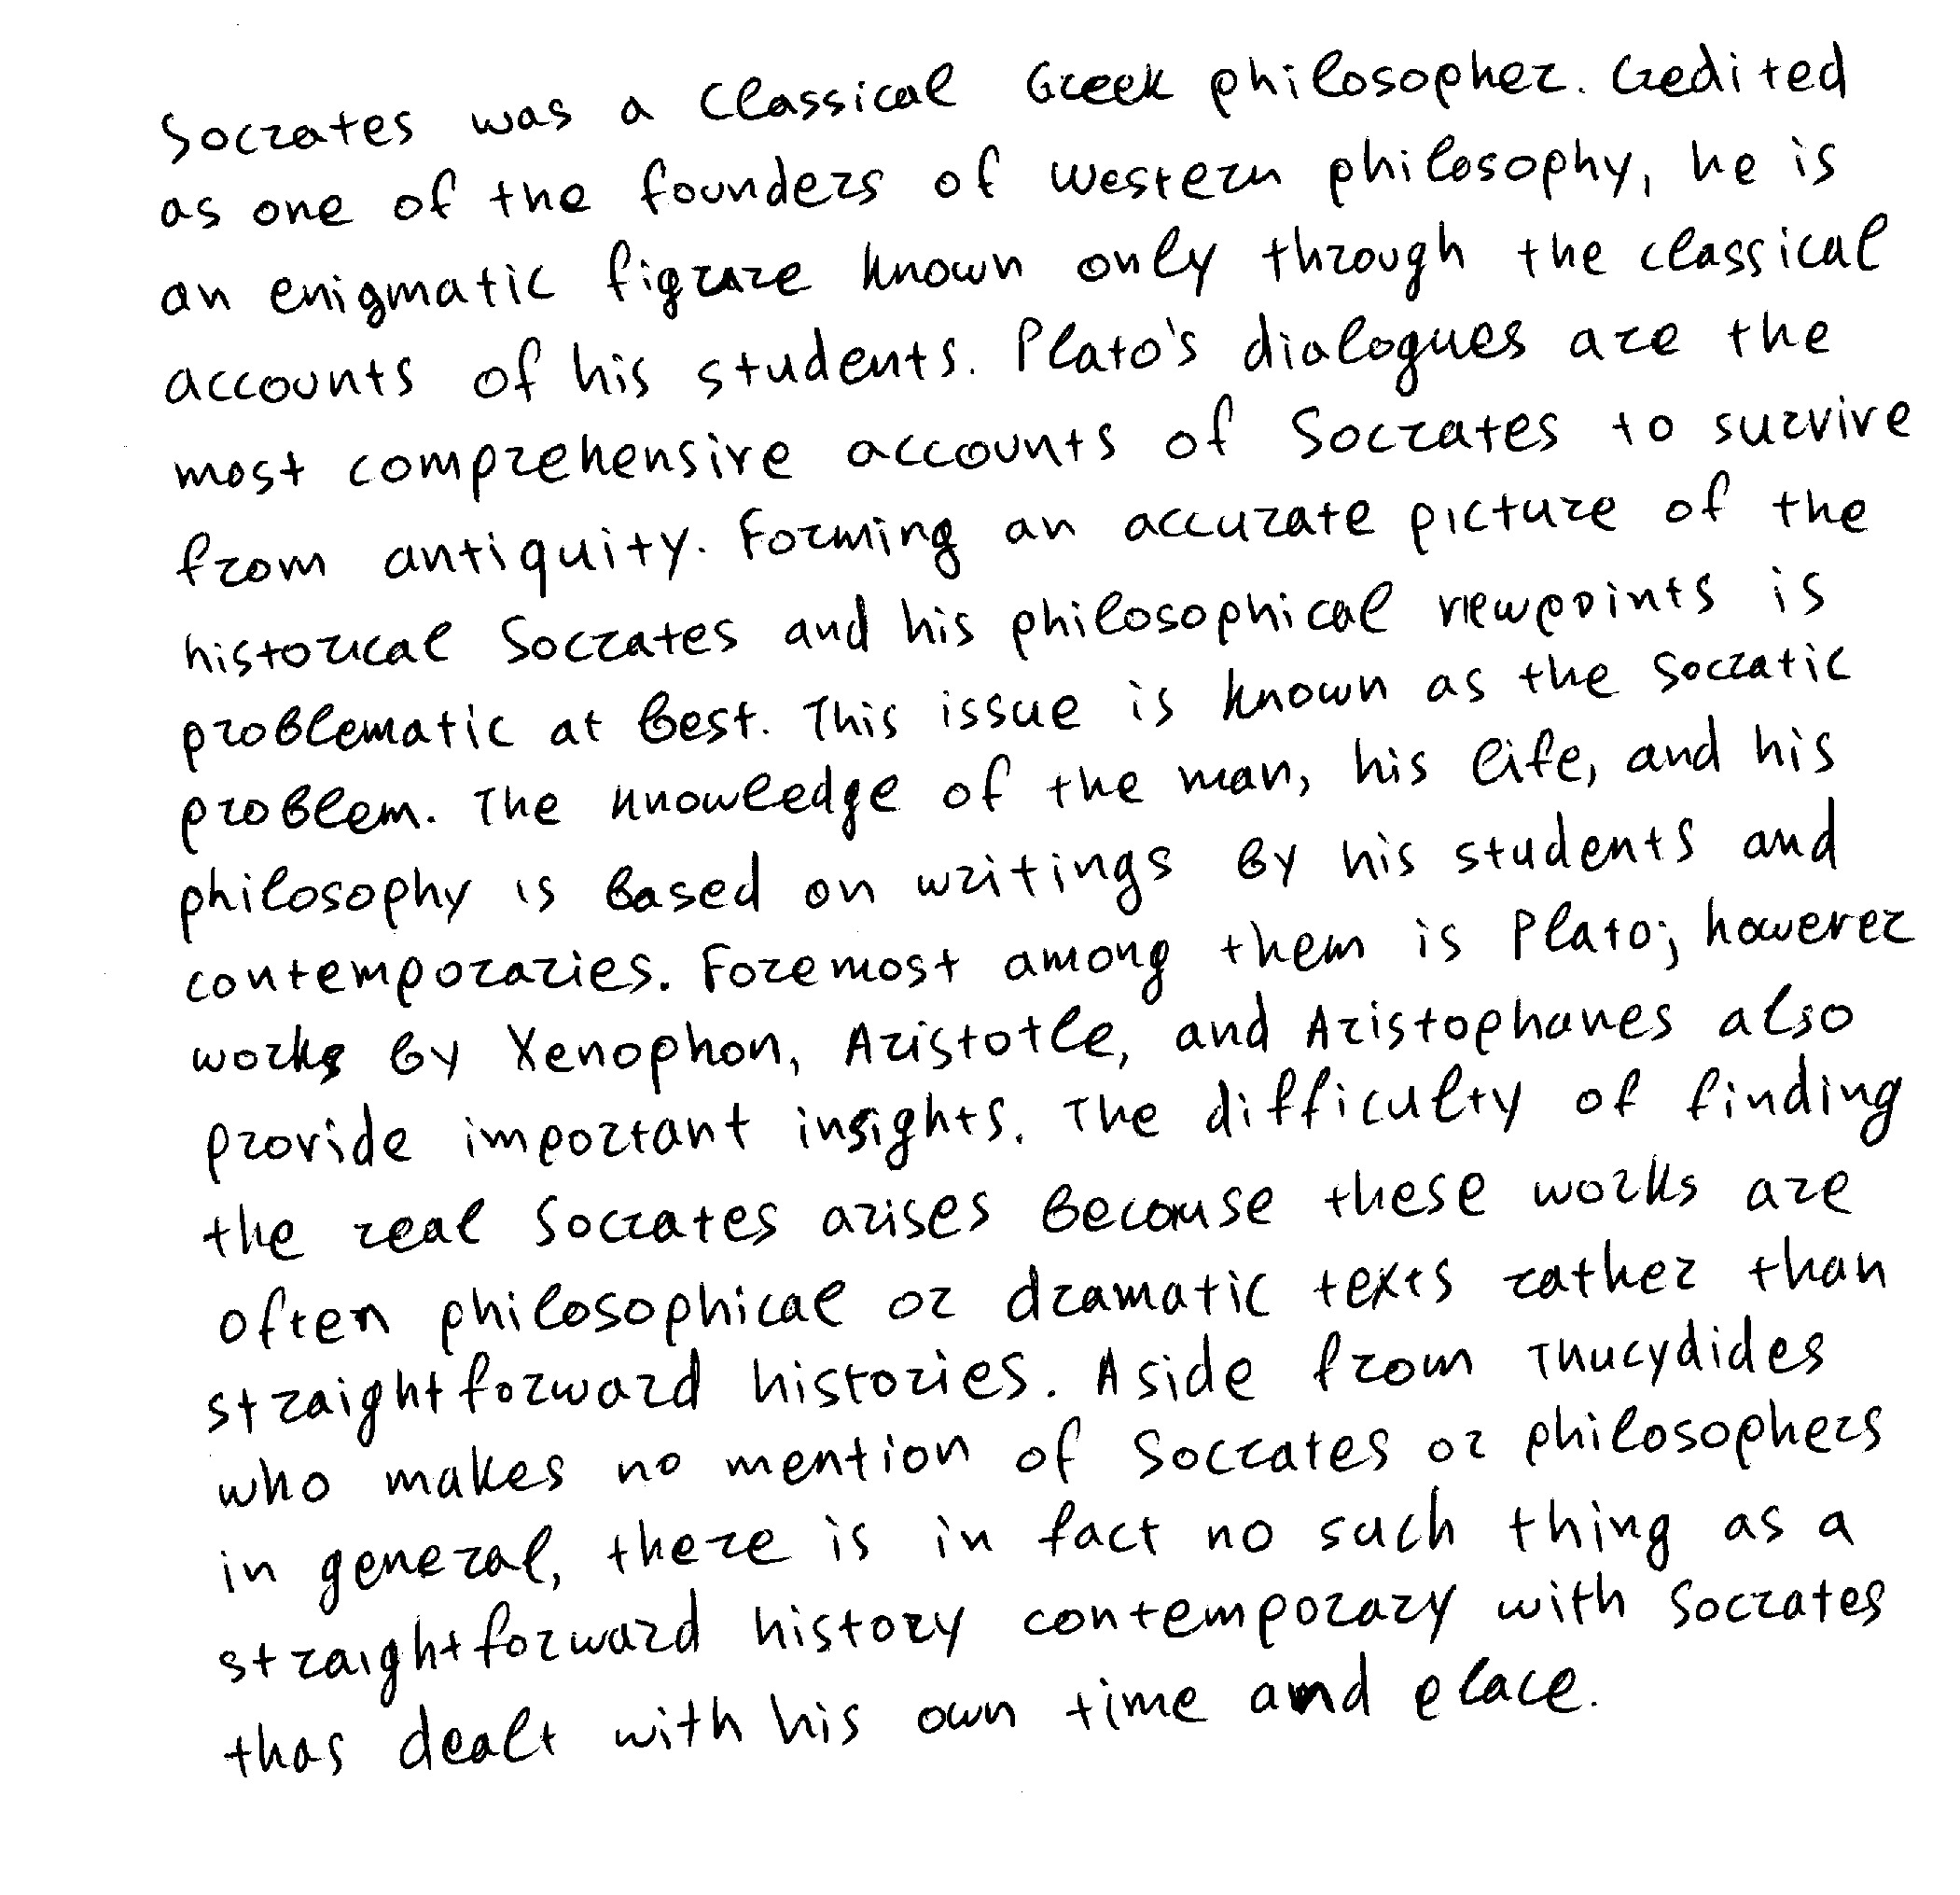 Socrates was a Classical Greek philosopher. Credited
as one of the founders of Western philosophy, he is
an enigmatic figure known only through the classical
accounts of his students. Plato's dialogues are the
most comprehensive accounts of Socrates to survive
from antiquity. Forming an accurate picture of the
historical Socrates and his philosophical viewpoints is
problematic at best. This issue is known as the Socratic
problem. The knowledge of the man, his life, and his
philosophy is based on writings by his students and
contemporaries. Foremost among them is Plato; however
works by Xenophon, Aristotle, and Aristophanes also
provide important insights. The difficulty of finding
the real Socrates arises because these works are
often philosophical or dramatic texts rather than
straightforward histories. Aside from Thucydides
who makes no mention of Socrates or philosophers
in general, there is in fact no such thing as a
straightforward history contemporary with Socrates
thas dealt with his own time and place.